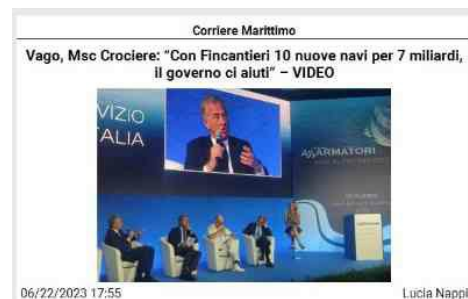 Corriere Marittimo
Vago, Msc Crociere: “Con Fincantieri 10 nuove navi per 7 miliardi,
il governo ci aiuti” – VIDEO
VIZIO
TALIA
ASSARMATORI
06/22/2023 17:55
Lucia Nappi